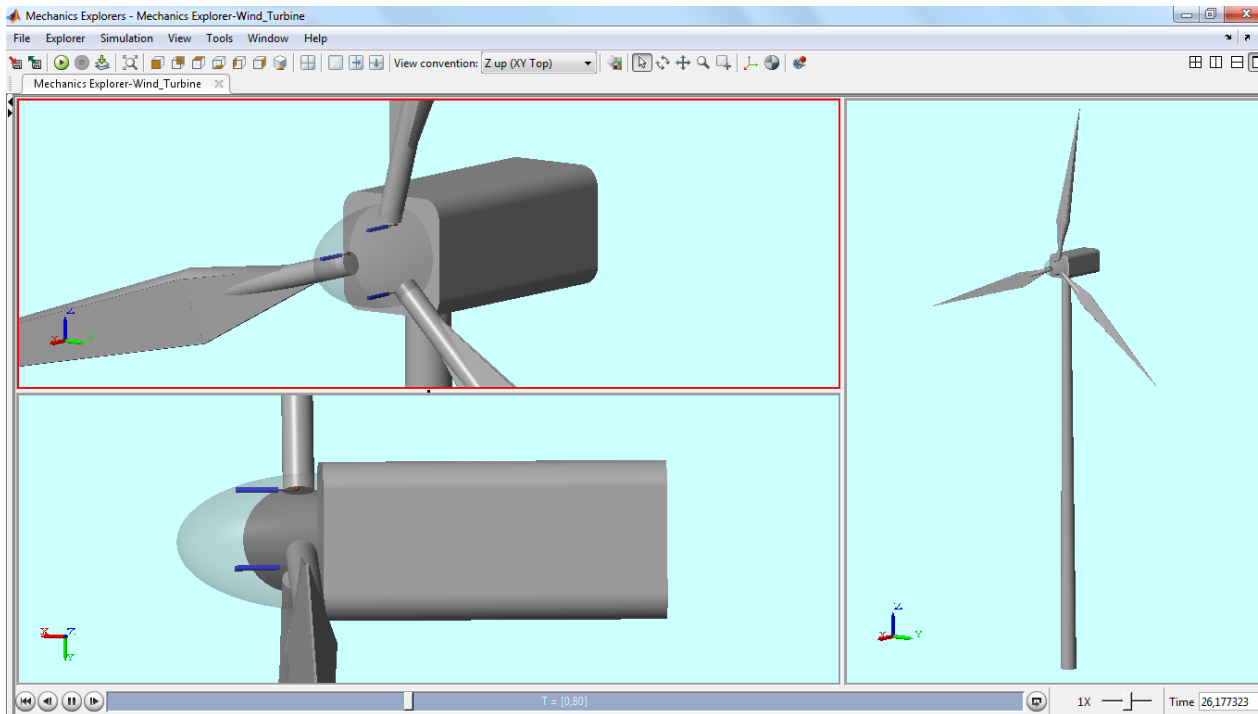 Mechanics Explorers - Mechanics Explorer-Wind_Turbine
File Explorer Simulation View Tools Window Help
View convention: Z up (XY Top)
Mechanics Explorer-Wind_Turbine
Z
X Y
X Z
Y
Z
X Y
T = [0,80]
1X
Time 26,177323